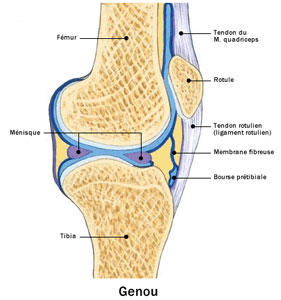 Fémur
Tendon du
M. quadriceps
Rotule
Ménisque
Tendon rotulien
(ligament rotulien)
Membrane fibreuse
Bourse prétibiale
Tibia
Genou